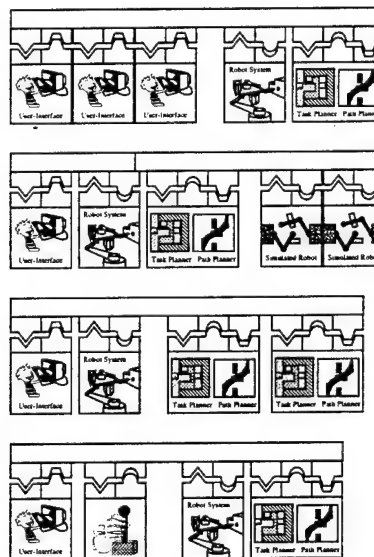 Robot System
User-Interface User-Interface User-Interface Task Planner Path Planner
Robot System
User-Interface Task Planner Path Planner Simulated Robot Simulated Robo
Robot System
User-Interface Task Planner Path Planner Task Planner Path Planner
Robot System
User-Interface Task Planner Path Planner